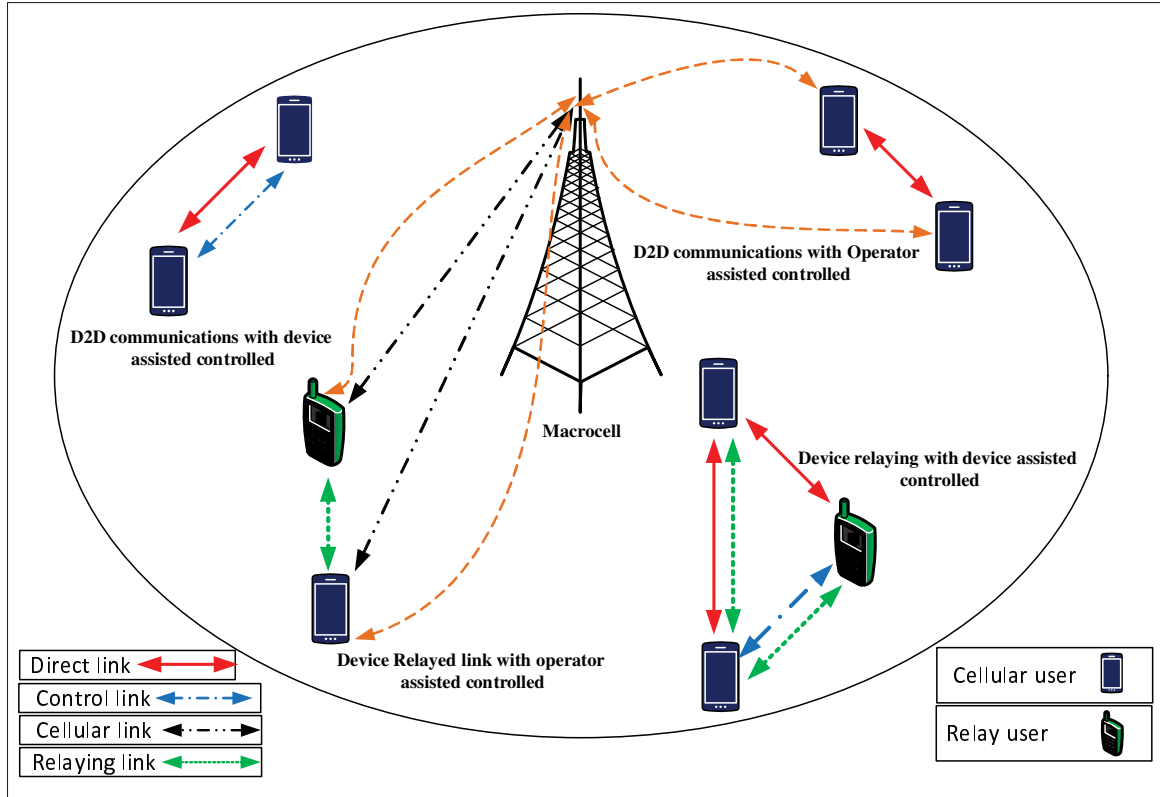 D2D communications with Operator
assisted controlled
D2D communications with device
assisted controlled
Macrocell
Device relaying with device assisted
controlled
Device Relayed link with operator
assisted controlled
Direct link
Control link
Cellular link
Relaying link
Cellular user
Relay user